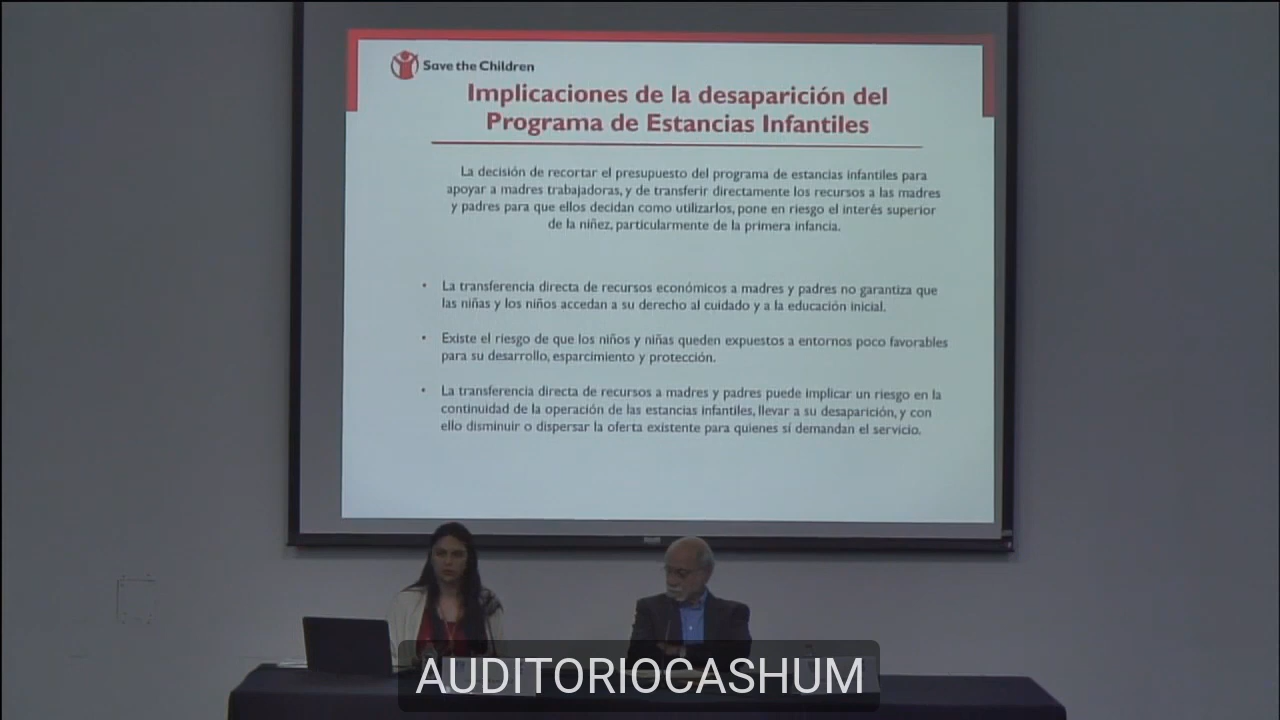 Save the Children
Implicaciones de la desaparición del
Programa de Estancias Infantiles
La decisión de recortar el presupuesto del programa de estancias infantiles para
apoyar a madres trabajadoras, y de transferir directamente los recursos a las madres
y padres para que ellos decidan como utilizarlos, pone en riesgo el interés superior
de la niñez, particularmente de la primera infancia.
• La transferencia directa de recursos económicos a madres y padres no garantiza que
las niñas y los niños accedan a su derecho al cuidado y a la educación inicial.
• Existe el riesgo de que los niños y niñas queden expuestos a entornos poco favorables
para su desarrollo, esparcimiento y protección.
• La transferencia directa de recursos a madres y padres puede implicar un riesgo en la
continuidad de la operación de las estancias infantiles, llevar a su desaparición, y con
ello disminuir o dispersar la oferta existente para quienes sí demandan el servicio.
AUDITORIOCASHUM